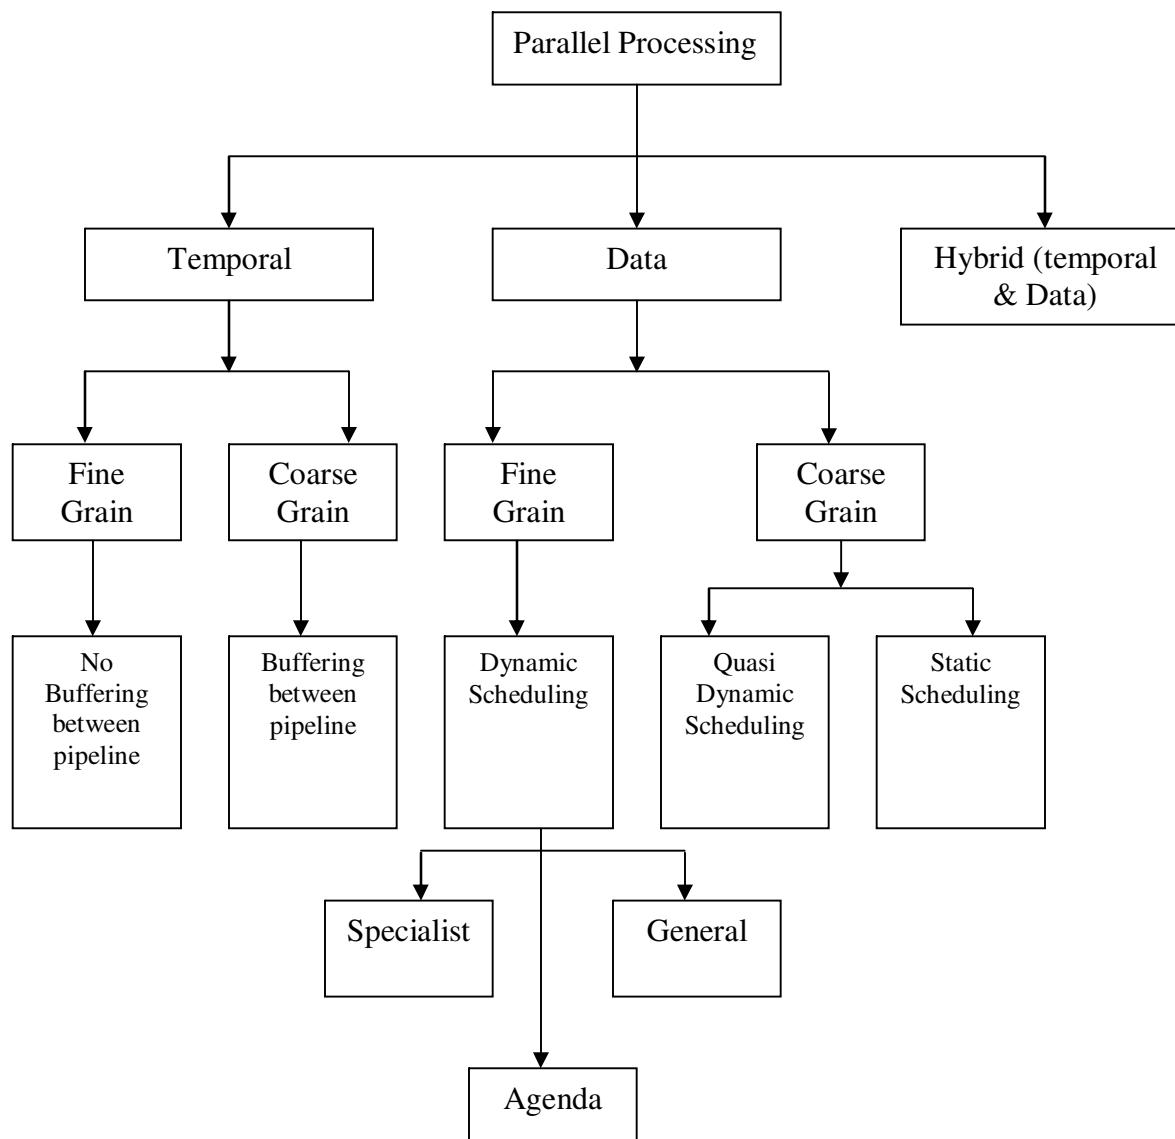 Parallel Processing
Temporal
Data
Hybrid (temporal
& Data)
Fine
Grain
Coarse
Grain
Fine
Grain
Coarse
Grain
No
Buffering
between
pipeline
Buffering
between
pipeline
Dynamic
Scheduling
Quasi
Dynamic
Scheduling
Static
Scheduling
Specialist
General
Agenda